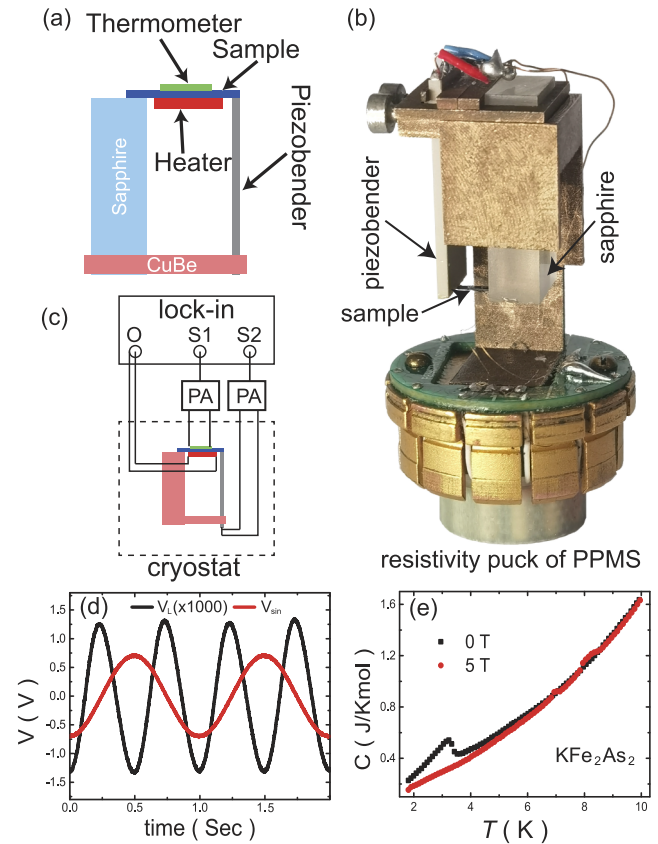 (a)
Thermometer
Sample
Heater
Piezobender
Sapphire
CuBe
(b)
piezobender
sapphire
sample
resistivity puck of PPMS
(c)
lock-in
O S1 S2
PA PA
cryostat
(d)
V_L(x1000) V_sin
1.5
1.0
0.5
0.0
-0.5
-1.0
-1.5
V ( V )
0.0 0.5 1.0 1.5
time ( Sec )
(e)
0 T
5 T
1.6
1.2
0.8
0.4
C ( J/Kmol )
KFe₂As₂
2 4 6 8 10
T ( K )